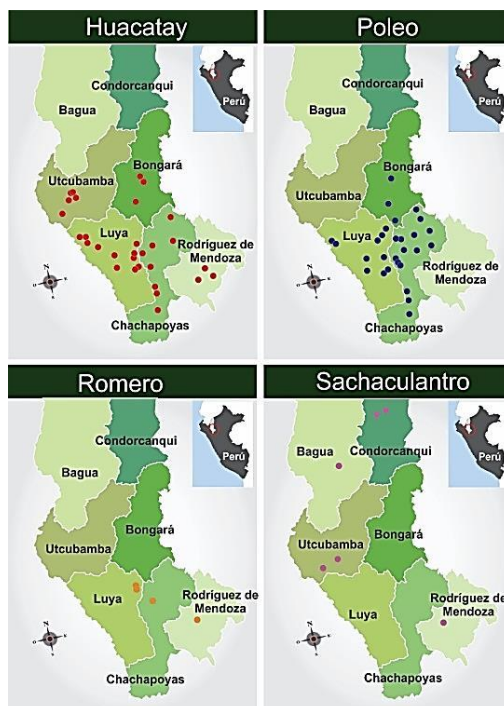 Huacatay
Condorcanqui
Perú
Bagua
Bongará
Utcubamba
Luya
Rodríguez de
Mendoza
Chachapoyas
Poleo
Condorcanqui
Perú
Bagua
Bongará
Utcubamba
Luya
Rodríguez de
Mendoza
Chachapoyas
Romero
Condorcanqui
Perú
Bagua
Bongará
Utcubamba
Luya
Rodríguez de
Mendoza
Chachapoyas
Sachaculantro
Condorcanqui
Perú
Bagua
Bongará
Utcubamba
Luya
Rodríguez de
Mendoza
Chachapoyas